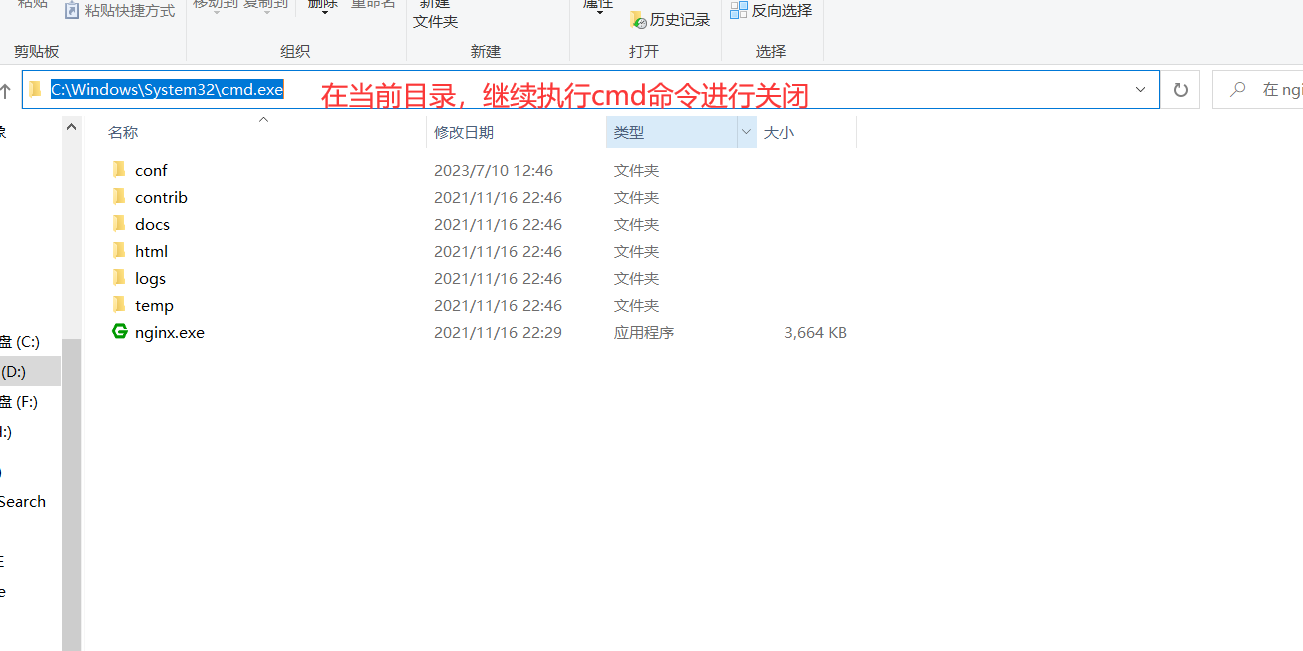 粘贴
粘贴快捷方式
移动到 复制到
删除
重命名
新建
文件夹
属性
历史记录
反向选择
剪贴板
组织
新建
打开
选择
C:\Windows\System32\cmd.exe
在当前目录，继续执行cmd命令进行关闭
在 ngi
名称 修改日期 类型 大小
conf 2023/7/10 12:46 文件夹
contrib 2021/11/16 22:46 文件夹
docs 2021/11/16 22:46 文件夹
html 2021/11/16 22:46 文件夹
logs 2021/11/16 22:46 文件夹
temp 2021/11/16 22:46 文件夹
nginx.exe 2021/11/16 22:29 应用程序 3,664 KB
盘 (C:)
(D:)
盘 (F:)
Search